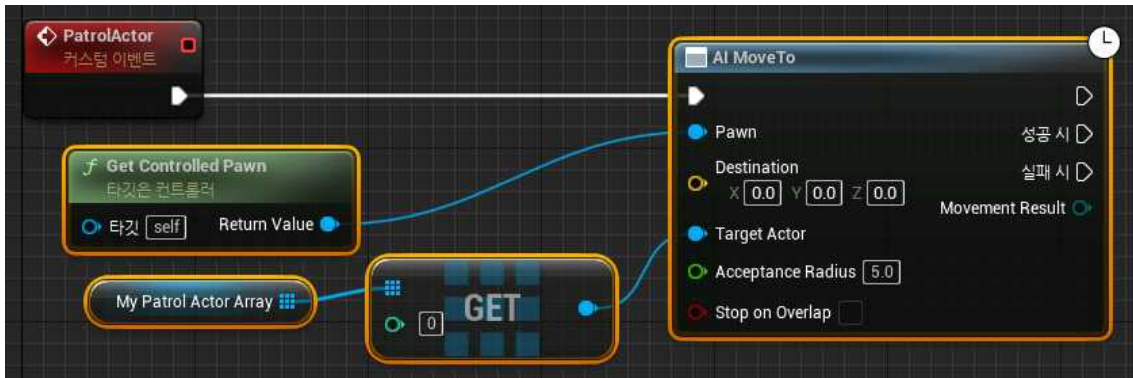 PatrolActor
커스텀 이벤트
Get Controlled Pawn
타깃은 컨트롤러
타깃 self Return Value
My Patrol Actor Array
0 GET
AI MoveTo
Pawn 성공 시
Destination 실패 시
X 0.0 Y 0.0 Z 0.0
Movement Result
Target Actor
Acceptance Radius 5.0
Stop on Overlap